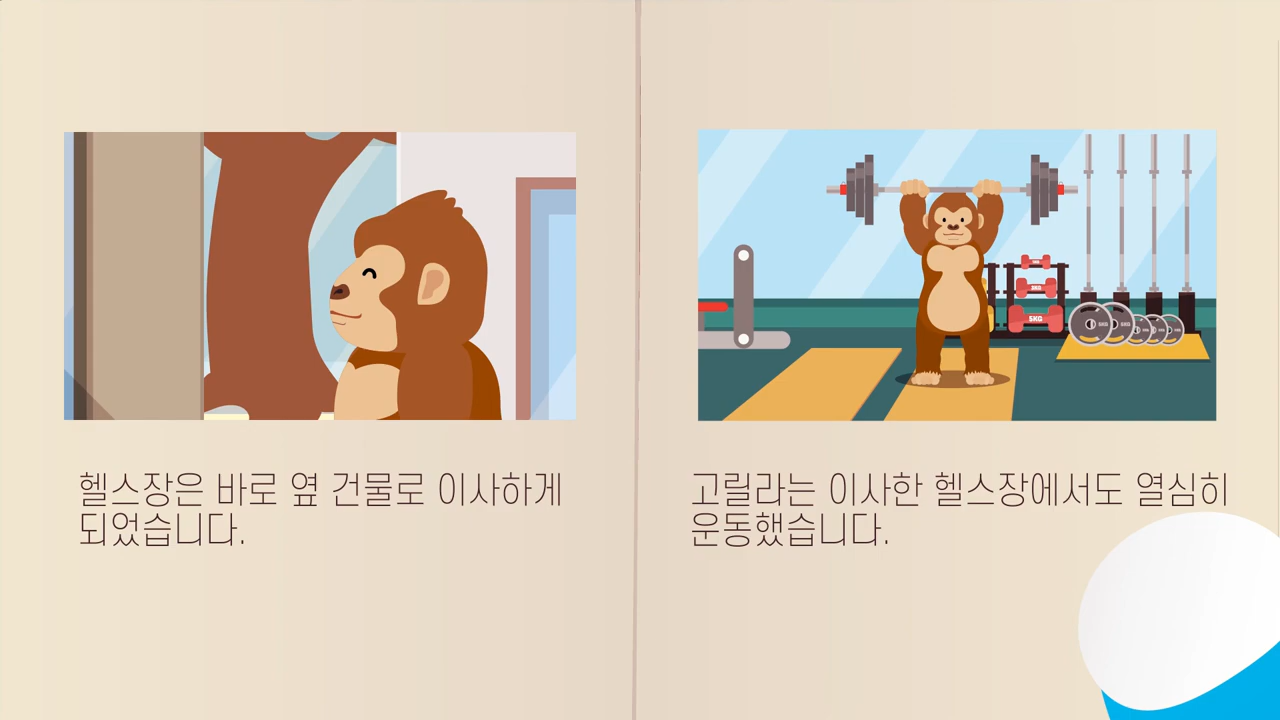 헬스장은 바로 옆 건물로 이사하게
되었습니다.
고릴라는 이사한 헬스장에서도 열심히
운동했습니다.
5KG